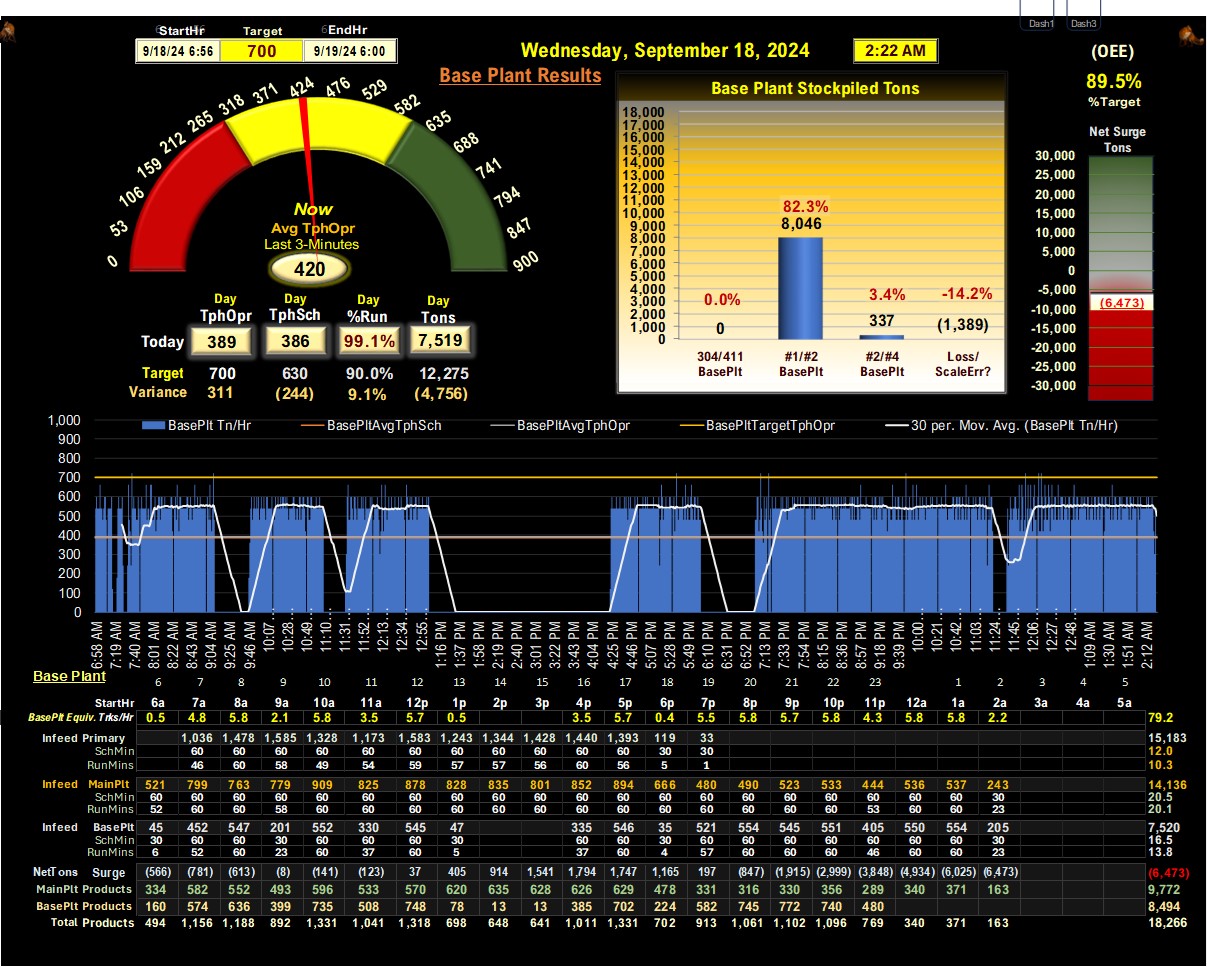 Dash1 Dash3
StartHr Target EndHr
9/18/24 6:56 700 9/19/24 6:00
Wednesday, September 18, 2024 2:22 AM
Base Plant Results
(OEE)
89.5%
%Target
Net Surge
Tons
30,000
25,000
20,000
15,000
10,000
5,000
0
-5,000
(6,473)
-10,000
-15,000
-20,000
-25,000
-30,000
0 53 106 159 212 265 318 371 424 476 529 582 635 688 741 794 847 900
Now
Avg TphOpr
Last 3-Minutes
420
Day TphOpr Day TphSch Day %Run Day Tons
Today 389 386 99.1% 7,519
Target 700 630 90.0% 12,275
Variance 311 (244) 9.1% (4,756)
Base Plant Stockpiled Tons
18,000
17,000
16,000
15,000
14,000
13,000
12,000
11,000
10,000
9,000
8,000
7,000
6,000
5,000
4,000
3,000
2,000
1,000
0
0.0% 82.3% 3.4% -14.2%
0 8,046 337 (1,389)
304/411 BasePlt #1/#2 BasePlt #2/#4 BasePlt Loss/ ScaleErr?
BasePlt Tn/Hr BasePltAvgTphSch BasePltAvgTphOpr BasePltTargetTphOpr 30 per. Mov. Avg. (BasePlt Tn/Hr)
1,000
900
800
700
600
500
400
300
200
100
0
6:58 AM 7:19 AM 7:40 AM 8:01 AM 8:22 AM 8:43 AM 9:04 AM 9:25 AM 9:46 AM 10:07... 10:28... 10:49... 11:10... 11:31... 11:52... 12:13... 12:34... 12:55... 1:16 PM 1:37 PM 1:58 PM 2:19 PM 2:40 PM 3:01 PM 3:22 PM 3:43 PM 4:04 PM 4:25 PM 4:46 PM 5:07 PM 5:28 PM 5:49 PM 6:10 PM 6:31 PM 6:52 PM 7:13 PM 7:33 PM 7:54 PM 8:15 PM 8:36 PM 8:57 PM 9:18 PM 9:39 PM 10:00... 10:21... 10:42... 11:03... 11:24... 11:45... 12:06... 12:27... 12:48... 1:09 AM 1:30 AM 1:51 AM 2:12 AM
Base Plant 6 7 8 9 10 11 12 13 14 15 16 17 18 19 20 21 22 23 1 2 3 4 5
StartHr 6a 7a 8a 9a 10a 11a 12p 1p 2p 3p 4p 5p 6p 7p 8p 9p 10p 11p 12a 1a 2a 3a 4a 5a
BasePlt Equiv. Trks/Hr 0.5 4.8 5.8 2.1 5.8 3.5 5.7 0.5 3.5 5.7 0.4 5.5 5.8 5.7 5.8 4.3 5.8 5.8 2.2 79.2
Infeed Primary 1,036 1,478 1,585 1,328 1,173 1,583 1,243 1,344 1,428 1,440 1,393 119 33 15,183
SchMin 60 60 60 60 60 60 60 60 60 60 60 30 30 12.0
RunMins 46 60 58 49 54 59 57 57 56 60 56 5 1 10.3
Infeed MainPlt 521 799 763 779 909 825 878 828 835 801 852 894 666 480 490 523 533 444 536 537 243 14,136
SchMin 60 60 60 60 60 60 60 60 60 60 60 60 60 60 60 60 60 60 60 60 30 20.5
RunMins 52 60 60 58 60 60 60 60 60 60 60 60 60 60 60 60 60 53 60 60 23 20.1
Infeed BasePlt 45 452 547 201 552 330 545 47 335 546 35 521 554 545 551 405 550 554 205 7,520
SchMin 30 60 60 30 60 60 60 30 60 60 30 60 60 60 60 60 60 60 30 16.5
RunMins 6 52 60 23 60 37 60 5 37 60 4 57 60 60 60 46 60 60 23 13.8
NetTons Surge (566) (781) (613) (8) (141) (123) 37 405 914 1,541 1,794 1,747 1,165 197 (847) (1,915) (2,999) (3,848) (4,934) (6,025) (6,473) (6,473)
MainPlt Products 334 582 552 493 596 533 570 620 635 628 626 629 478 331 316 330 356 289 340 371 163 9,772
BasePlt Products 160 574 636 399 735 508 748 78 13 13 385 702 224 582 745 772 740 480 8,494
Total Products 494 1,156 1,188 892 1,331 1,041 1,318 698 648 641 1,011 1,331 702 913 1,061 1,102 1,096 769 340 371 163 18,266